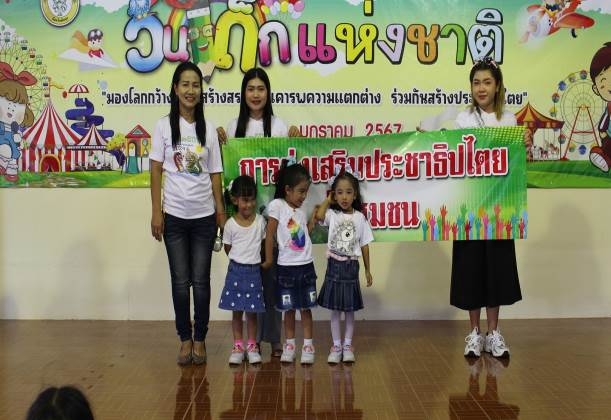 วันเด็กแห่งชาติ
"มองโลกกว้าง สร้างสร เคารพความแตกต่าง ร่วมกันสร้างประ ไตย"
มกราคม 2567
การส่งเสริมประชาธิปไตย
ชุมชน